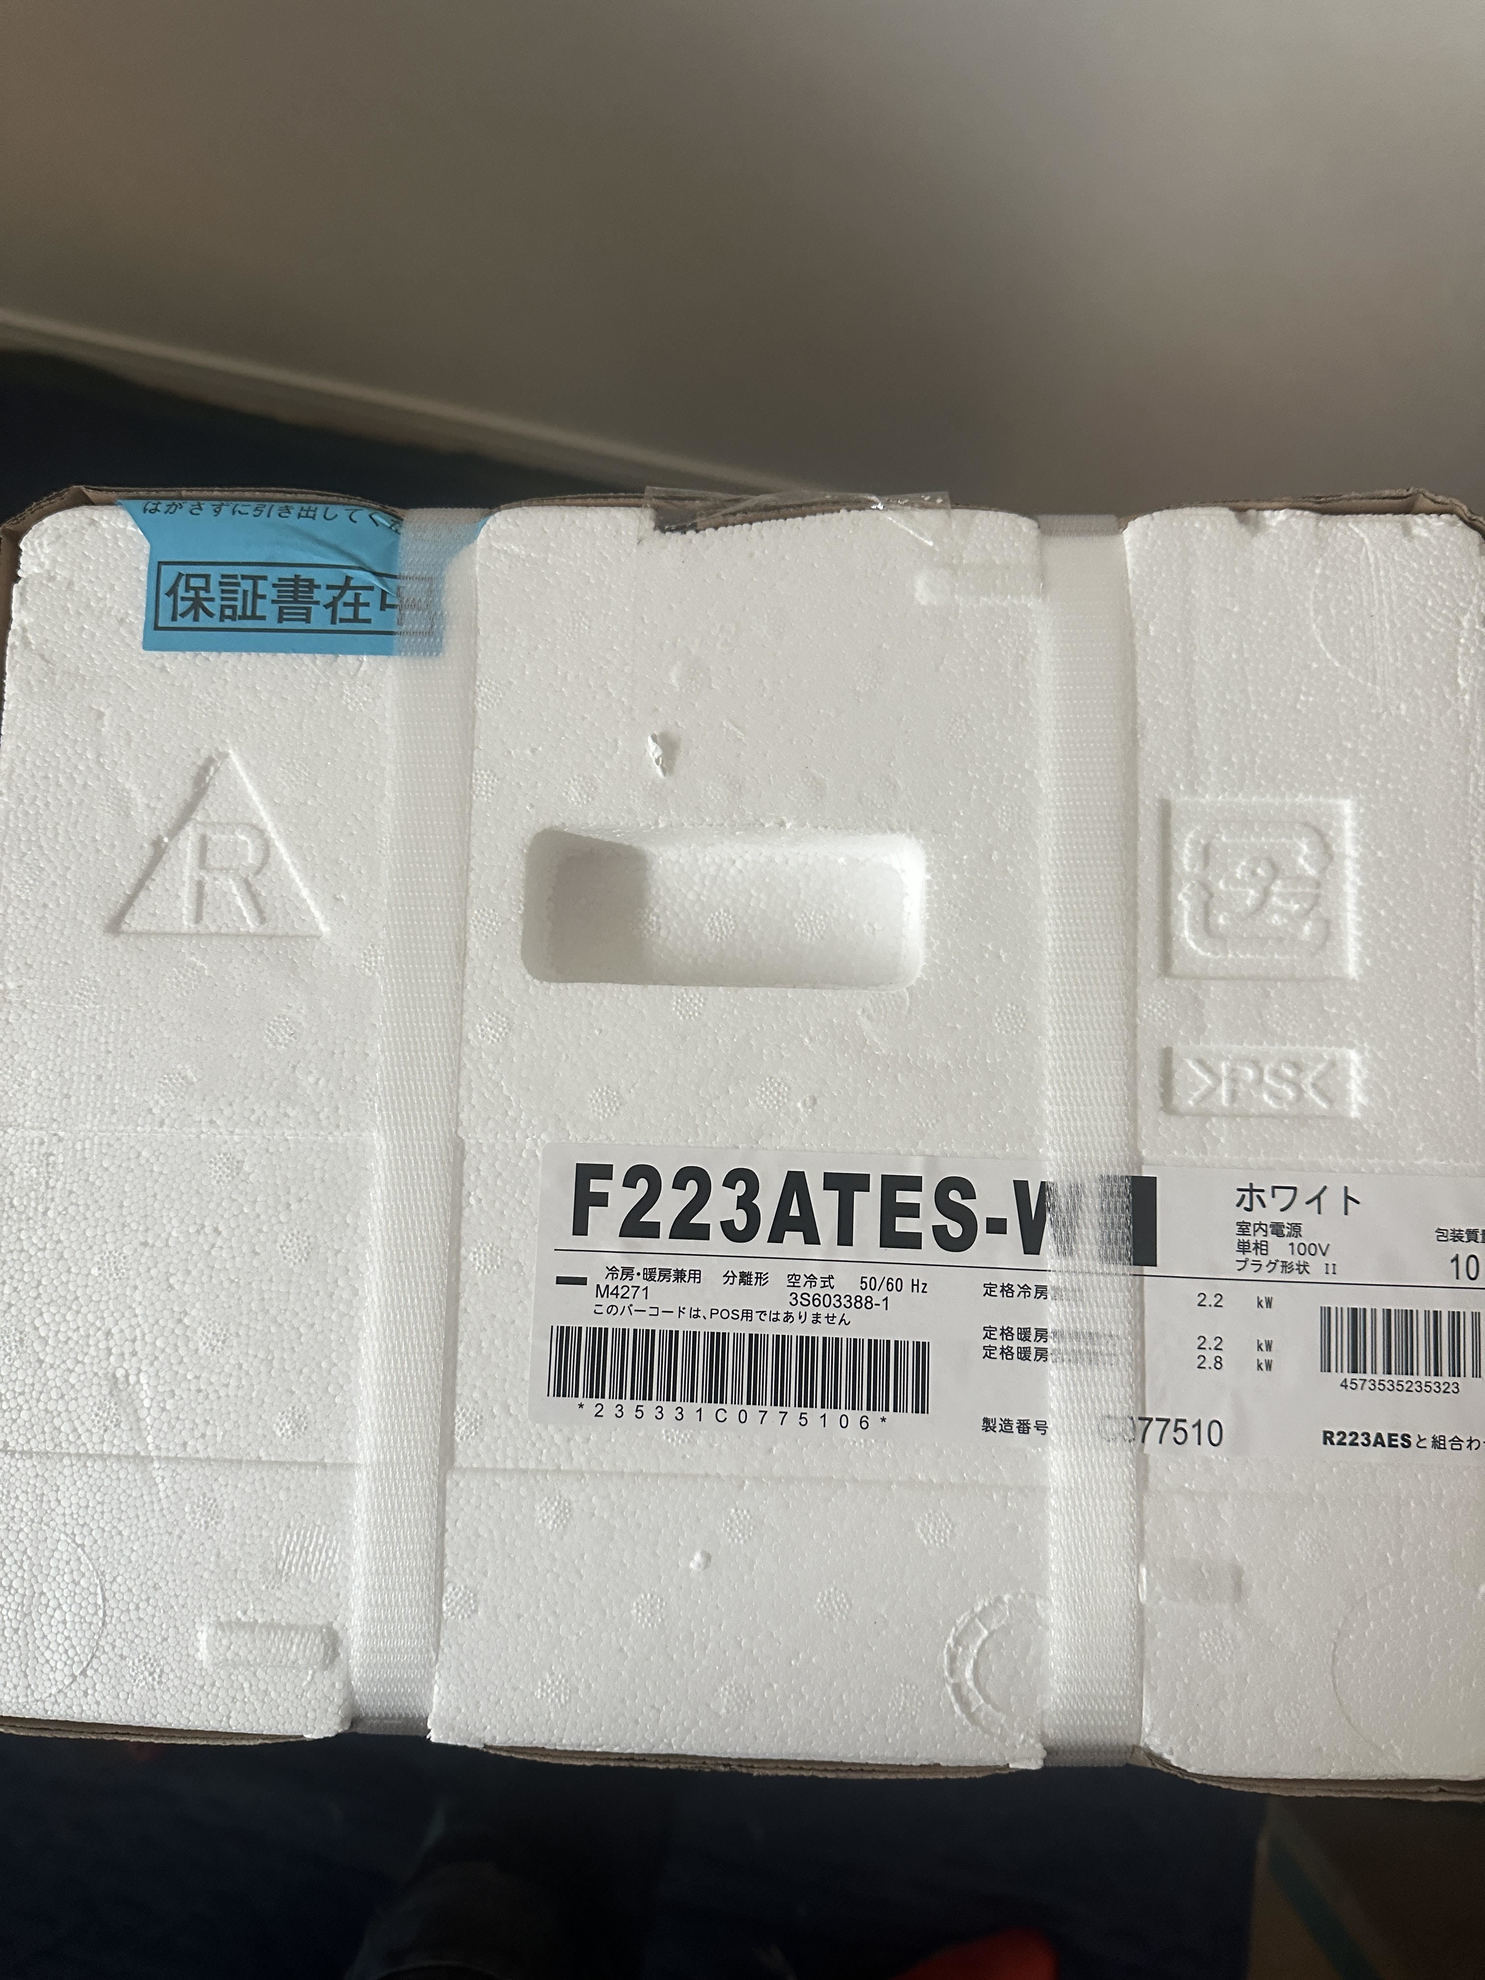 はがさずに引き出してくだ
保証書在中
R
プラ
>PS<
F223ATES-W
ホワイト
室内電源
単相 100V
プラグ形状 II
包装質量
10
冷房・暖房兼用 分離形 空冷式 50/60 Hz
M4271 3S603388-1
このバーコードは、POS用ではありません
*235331C0775106*
定格冷房 2.2 kW
定格暖房 2.2 kW
定格暖房 2.8 kW
製造番号 C077510
4573535235323
R223AESと組合わせ